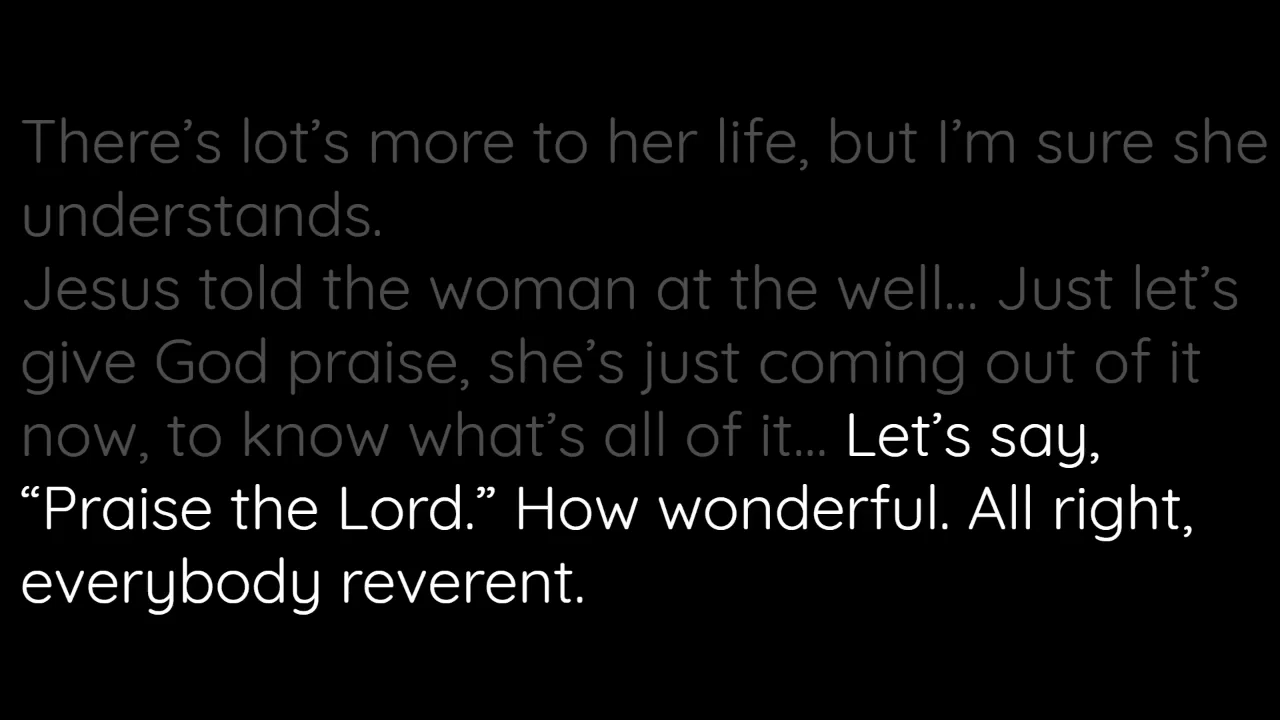 There’s lot’s more to her life, but I’m sure she
understands.
Jesus told the woman at the well... Just let’s
give God praise, she’s just coming out of it
now, to know what’s all of it... Let’s say,
“Praise the Lord.” How wonderful. All right,
everybody reverent.